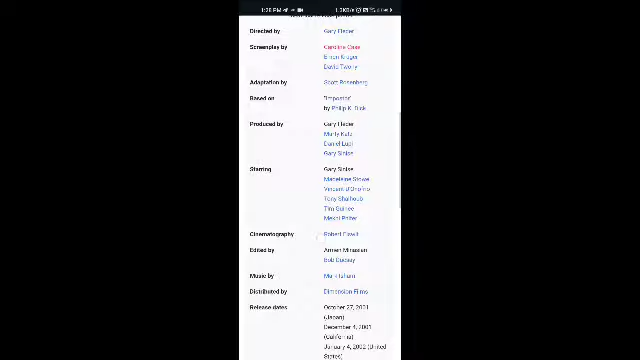 1:28 PM
Directed by Gary Fleder
Screenplay by Caroline Case
Ehren Kruger
David Twohy
Adaptation by Scott Rosenberg
Based on "Impostor"
by Philip K. Dick
Produced by Gary Fleder
Marty Katz
Daniel Lupi
Gary Sinise
Starring Gary Sinise
Madeleine Stowe
Vincent D'Onofrio
Tony Shalhoub
Tim Guinee
Mekhi Phifer
Cinematography Robert Elswit
Edited by Armen Minasian
Bob Ducsay
Music by Mark Isham
Distributed by Dimension Films
Release dates October 27, 2001
(Japan)
December 4, 2001
(California)
January 4, 2002 (United
States)